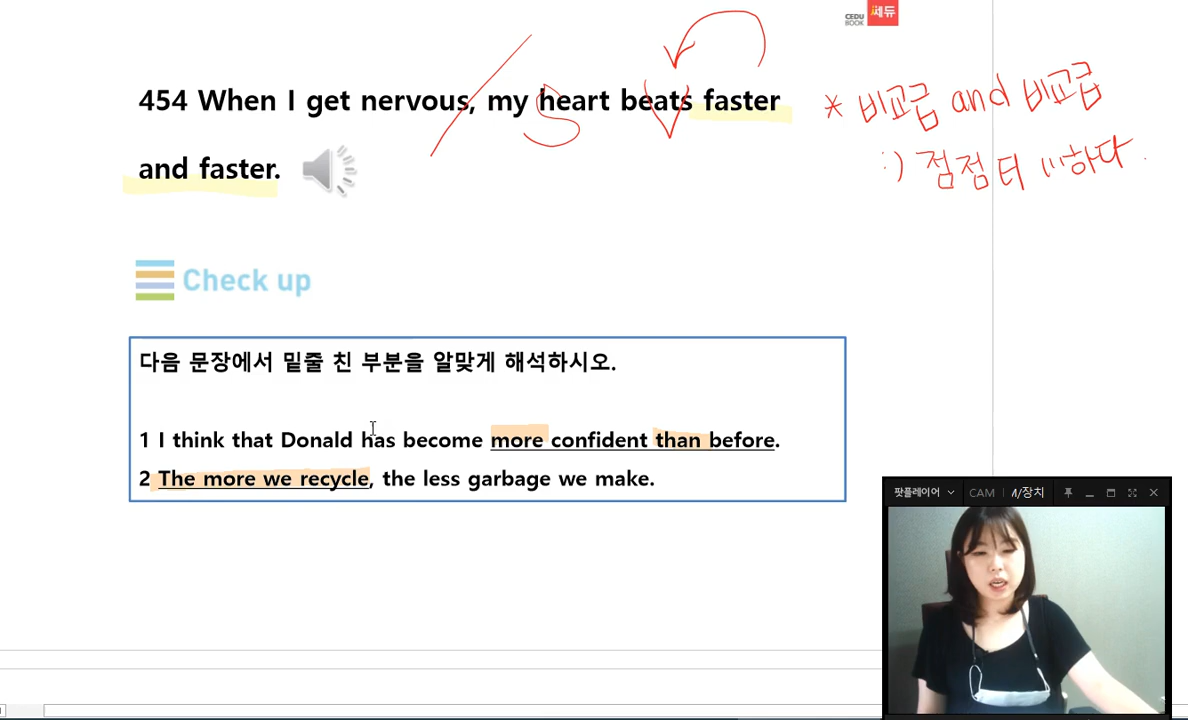 CEDU
BOOK
쎄듀
454 When I get nervous, my heart beats faster
and faster.
S
V
* 비교급 and 비교급
:) 점점 더 ~하다
Check up
다음 문장에서 밑줄 친 부분을 알맞게 해석하시오.
1 I think that Donald has become more confident than before.
2 The more we recycle, the less garbage we make.
팟플레이어
CAM